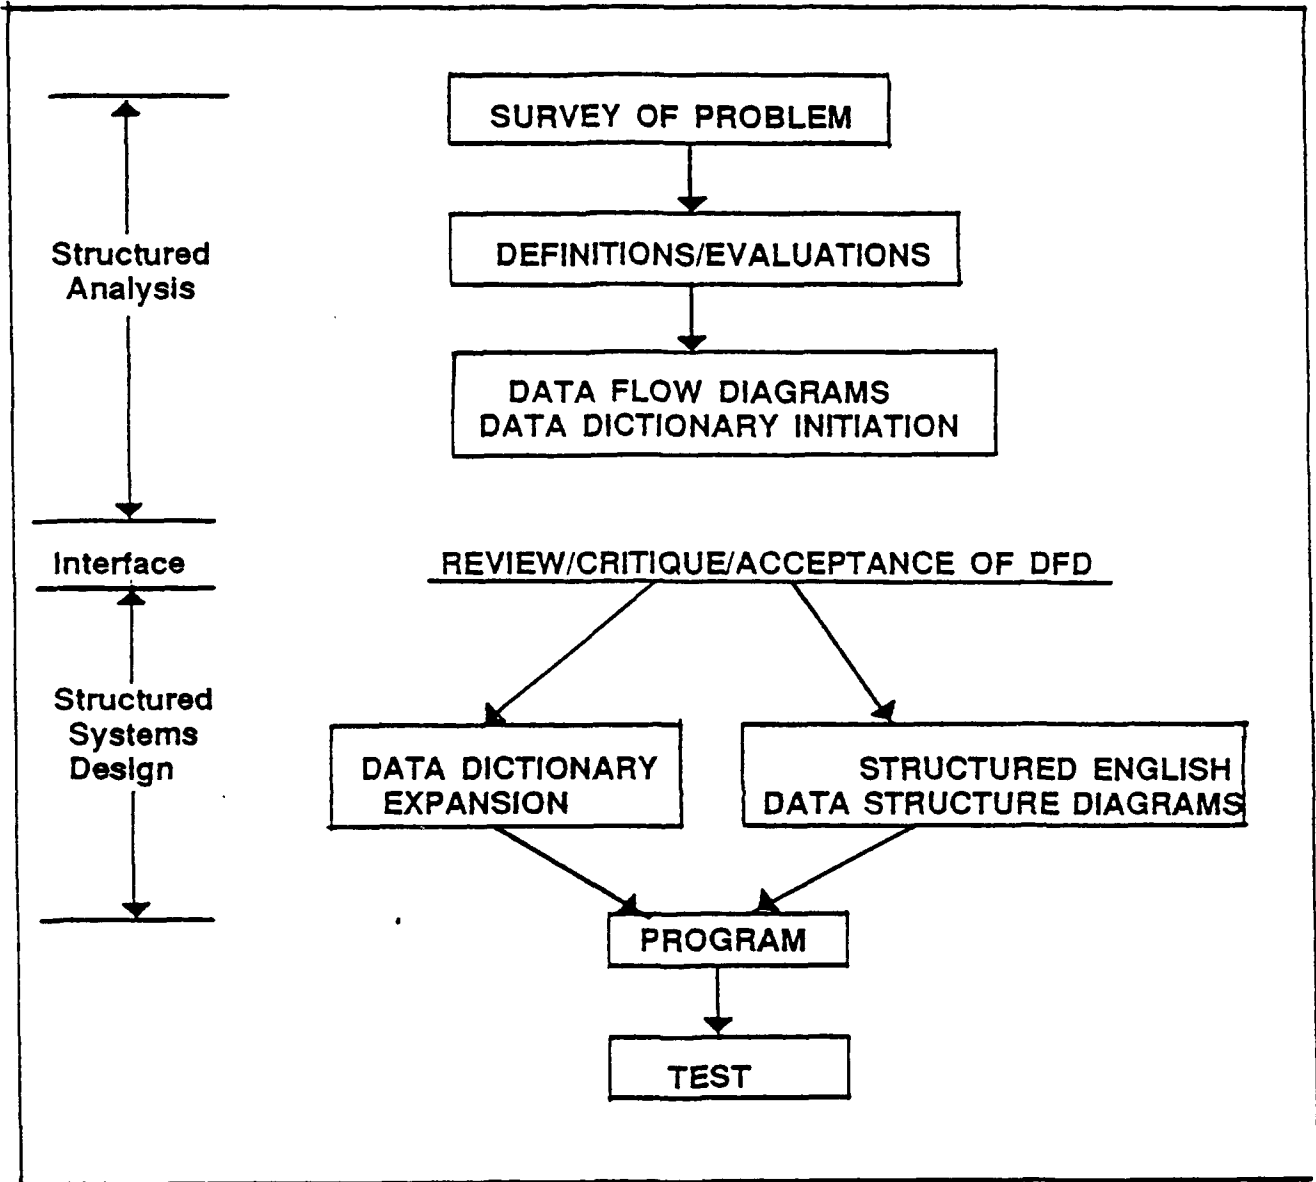 SURVEY OF PROBLEM
DEFINITIONS/EVALUATIONS
Structured
Analysis
DATA FLOW DIAGRAMS
DATA DICTIONARY INITIATION
Interface
REVIEW/CRITIQUE/ACCEPTANCE OF DFD
Structured
Systems
Design
DATA DICTIONARY
EXPANSION
STRUCTURED ENGLISH
DATA STRUCTURE DIAGRAMS
PROGRAM
TEST